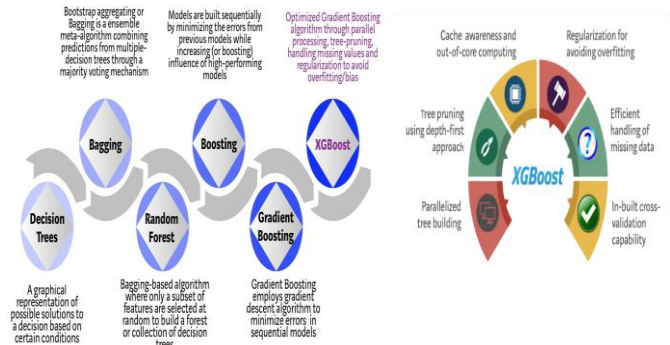 Bootstrap aggregating or
Bagging is a ensemble
meta-algorithm combining
predictions from multiple-
decision trees through a
majority voting mechanism
Models are built sequentially
by minimizing the errors from
previous models while
increasing (or boosting)
influence of high-performing
models
Optimized Gradient Boosting
algorithm through parallel
processing, tree-pruning,
handling missing values and
regularization to avoid
overfitting/bias
Bagging
Boosting
XGBoost
Decision
Trees
Random
Forest
Gradient
Boosting
A graphical
representation of
possible solutions to
a decision based on
certain conditions
Bagging-based algorithm
where only a subset of
features are selected at
random to build a forest
or collection of decision
trees
Gradient Boosting
employs gradient
descent algorithm to
minimize errors in
sequential models
Cache awareness and
out-of-core computing
Regularization for
avoiding overfitting
Tree pruning
using depth-first
approach
Efficient
handling of
missing data
XGBoost
Parallelized
tree building
In-built cross-
validation
capability